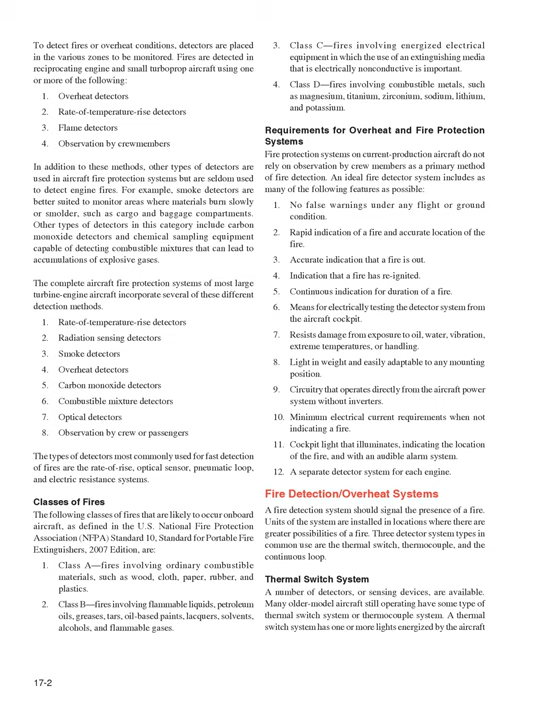 To detect fires or overheat conditions, detectors are placed
in the various zones to be monitored. Fires are detected in
reciprocating engine and small turboprop aircraft using one
or more of the following:
1. Overheat detectors
2. Rate-of-temperature-rise detectors
3. Flame detectors
4. Observation by crewmembers
In addition to these methods, other types of detectors are
used in aircraft fire protection systems but are seldom used
to detect engine fires. For example, smoke detectors are
better suited to monitor areas where materials burn slowly
or smolder, such as cargo and baggage compartments.
Other types of detectors in this category include carbon
monoxide detectors and chemical sampling equipment
capable of detecting combustible mixtures that can lead to
accumulations of explosive gases.
The complete aircraft fire protection systems of most large
turbine-engine aircraft incorporate several of these different
detection methods.
1. Rate-of-temperature-rise detectors
2. Radiation sensing detectors
3. Smoke detectors
4. Overheat detectors
5. Carbon monoxide detectors
6. Combustible mixture detectors
7. Optical detectors
8. Observation by crew or passengers
The types of detectors most commonly used for fast detection
of fires are the rate-of-rise, optical sensor, pneumatic loop,
and electric resistance systems.
Classes of Fires
The following classes of fires that are likely to occur onboard
aircraft, as defined in the U.S. National Fire Protection
Association (NFPA) Standard 10, Standard for Portable Fire
Extinguishers, 2007 Edition, are:
1. Class A—fires involving ordinary combustible
materials, such as wood, cloth, paper, rubber, and
plastics.
2. Class B—fires involving flammable liquids, petroleum
oils, greases, tars, oil-based paints, lacquers, solvents,
alcohols, and flammable gases.
3. Class C—fires involving energized electrical
equipment in which the use of an extinguishing media
that is electrically nonconductive is important.
4. Class D—fires involving combustible metals, such
as magnesium, titanium, zirconium, sodium, lithium,
and potassium.
Requirements for Overheat and Fire Protection
Systems
Fire protection systems on current-production aircraft do not
rely on observation by crew members as a primary method
of fire detection. An ideal fire detector system includes as
many of the following features as possible:
1. No false warnings under any flight or ground
condition.
2. Rapid indication of a fire and accurate location of the
fire.
3. Accurate indication that a fire is out.
4. Indication that a fire has re-ignited.
5. Continuous indication for duration of a fire.
6. Means for electrically testing the detector system from
the aircraft cockpit.
7. Resists damage from exposure to oil, water, vibration,
extreme temperatures, or handling.
8. Light in weight and easily adaptable to any mounting
position.
9. Circuitry that operates directly from the aircraft power
system without inverters.
10. Minimum electrical current requirements when not
indicating a fire.
11. Cockpit light that illuminates, indicating the location
of the fire, and with an audible alarm system.
12. A separate detector system for each engine.
Fire Detection/Overheat Systems
A fire detection system should signal the presence of a fire.
Units of the system are installed in locations where there are
greater possibilities of a fire. Three detector system types in
common use are the thermal switch, thermocouple, and the
continuous loop.
Thermal Switch System
A number of detectors, or sensing devices, are available.
Many older-model aircraft still operating have some type of
thermal switch system or thermocouple system. A thermal
switch system has one or more lights energized by the aircraft
17-2